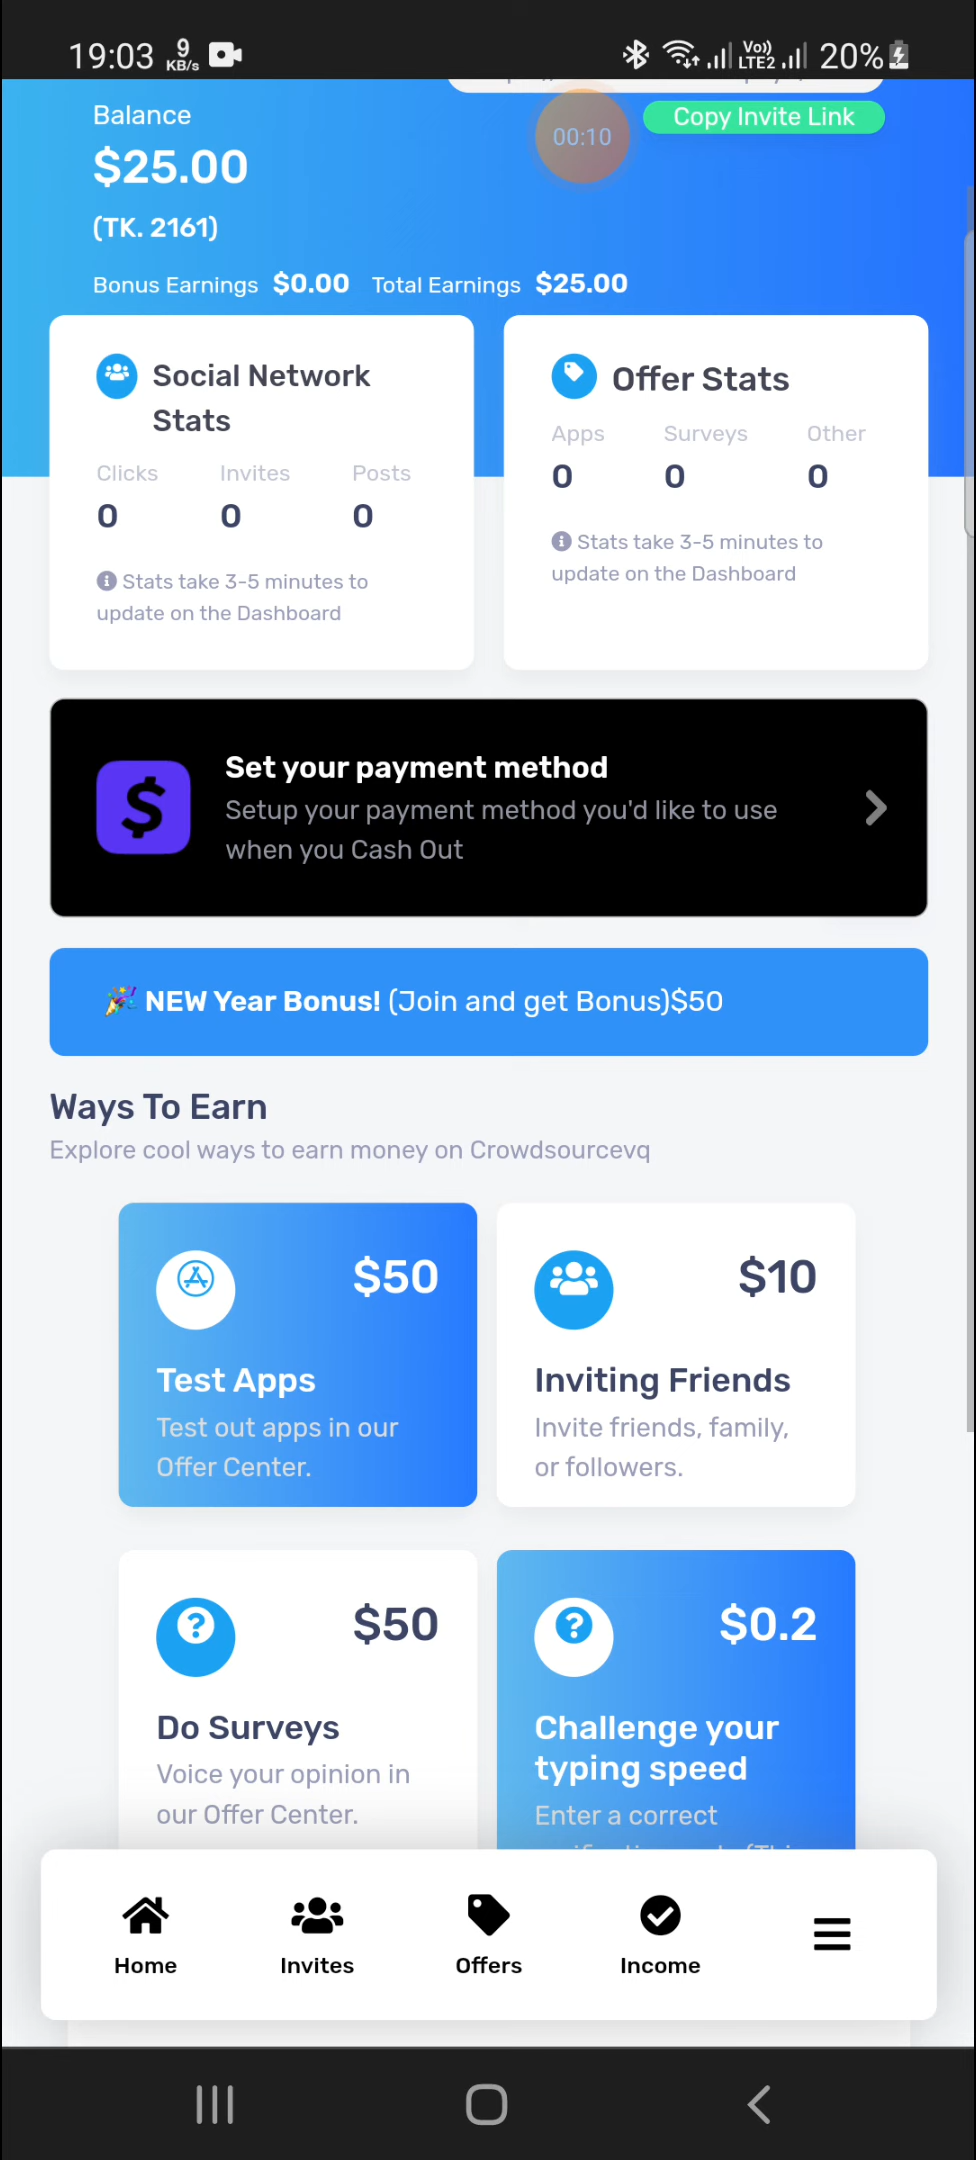 19:03 9 KB/s Vo)) LTE2 20%
Copy Invite Link
Balance
00:10
$25.00
(TK. 2161)
Bonus Earnings $0.00 Total Earnings $25.00
Social Network
Stats
Clicks Invites Posts
0 0 0
Stats take 3-5 minutes to
update on the Dashboard
Offer Stats
Apps Surveys Other
0 0 0
Stats take 3-5 minutes to
update on the Dashboard
Set your payment method
Setup your payment method you'd like to use
when you Cash Out
🎉 NEW Year Bonus! (Join and get Bonus)$50
Ways To Earn
Explore cool ways to earn money on Crowdsourcevq
$50
Test Apps
Test out apps in our
Offer Center.
$10
Inviting Friends
Invite friends, family,
or followers.
$50
Do Surveys
Voice your opinion in
our Offer Center.
$0.2
Challenge your
typing speed
Enter a correct
Home Invites Offers Income